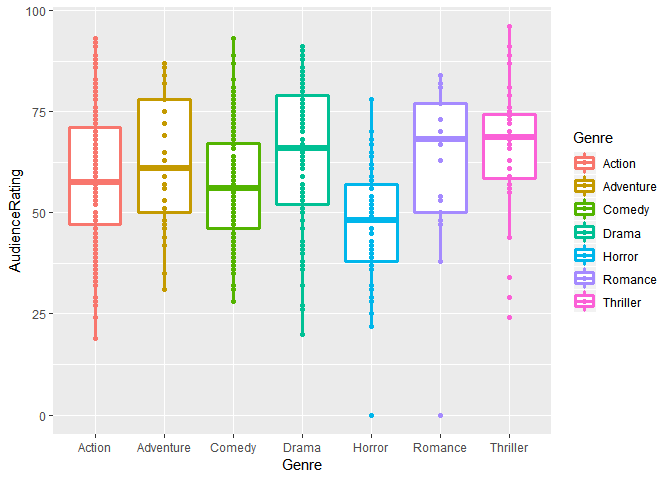 100
75
50
25
0
AudienceRating
Action Adventure Comedy Drama Horror Romance Thriller
Genre
Genre
Action
Adventure
Comedy
Drama
Horror
Romance
Thriller